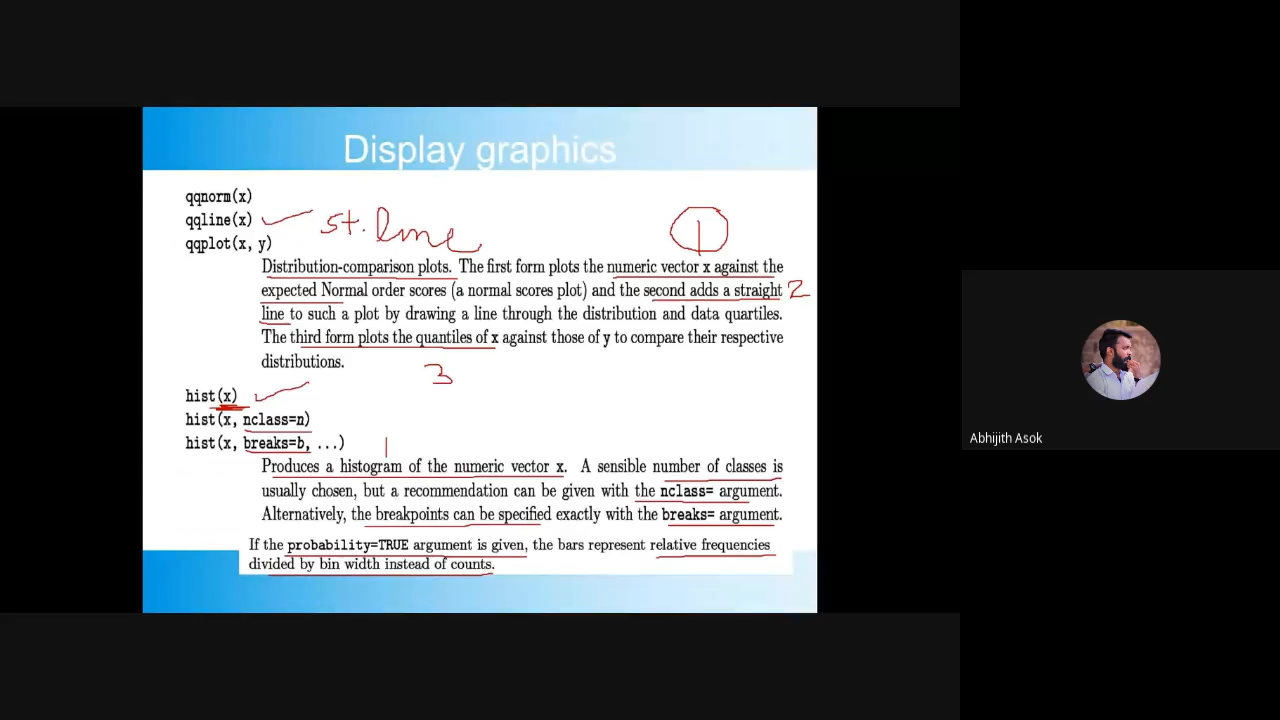 Display graphics
qqnorm(x)
qqline(x) st. line
qqplot(x, y) 1
Distribution-comparison plots. The first form plots the numeric vector x against the
expected Normal order scores (a normal scores plot) and the second adds a straight 2
line to such a plot by drawing a line through the distribution and data quartiles.
The third form plots the quantiles of x against those of y to compare their respective
distributions. 3
hist(x)
hist(x, nclass=n)
hist(x, breaks=b, ...)
Produces a histogram of the numeric vector x. A sensible number of classes is
usually chosen, but a recommendation can be given with the nclass= argument.
Alternatively, the breakpoints can be specified exactly with the breaks= argument.
If the probability=TRUE argument is given, the bars represent relative frequencies
divided by bin width instead of counts.
Abhijith Asok